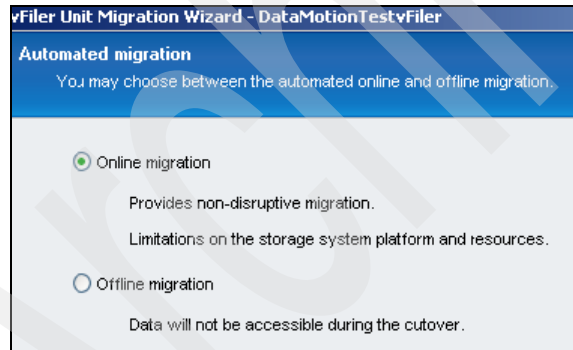 vFiler Unit Migration Wizard - DataMotionTestvFiler
Automated migration
You may choose between the automated online and offline migration.
Online migration
Provides non-disruptive migration.
Limitations on the storage system platform and resources.
Offline migration
Data will not be accessible during the cutover.